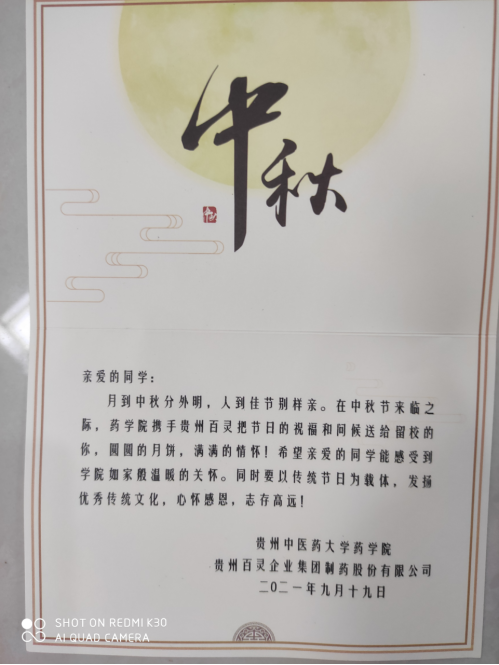 中秋
亲爱的同学：
月到中秋分外明，人到佳节别样亲。在中秋节来临之
际，药学院携手贵州百灵把节日的祝福和问候送给留校的
你，圆圆的月饼，满满的情怀！希望亲爱的同学能感受到
学院如家般温暖的关怀。同时要以传统节日为载体，发扬
优秀传统文化，心怀感恩，志存高远！
贵州中医药大学药学院
贵州百灵企业集团制药股份有限公司
二〇二一年九月十九日
SHOT ON REDMI K30
AI QUAD CAMERA